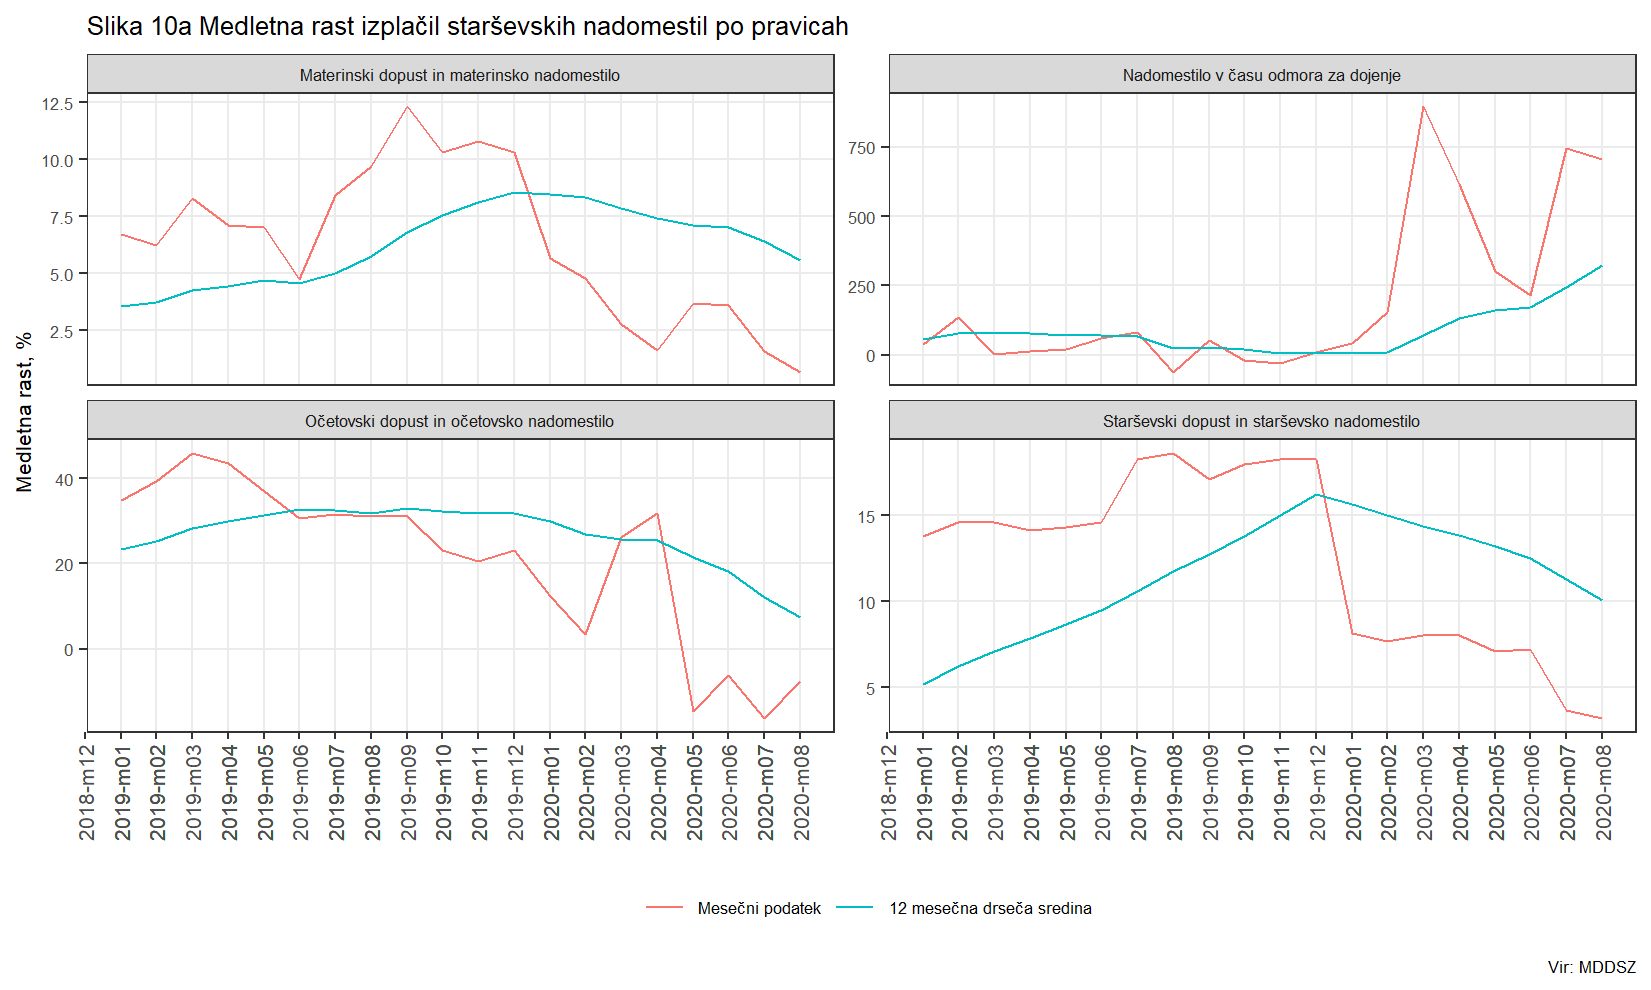 Slika 10a Medletna rast izplačil starševskih nadomestil po pravicah
Medletna rast, %
Materinski dopust in materinsko nadomestilo
12.5
10.0
7.5
5.0
2.5
Nadomestilo v času odmora za dojenje
750
500
250
0
Očetovski dopust in očetovsko nadomestilo
40
20
0
2018-m12
2019-m01
2019-m02
2019-m03
2019-m04
2019-m05
2019-m06
2019-m07
2019-m08
2019-m09
2019-m10
2019-m11
2019-m12
2020-m01
2020-m02
2020-m03
2020-m04
2020-m05
2020-m06
2020-m07
2020-m08
Starševski dopust in starševsko nadomestilo
15
10
5
2018-m12
2019-m01
2019-m02
2019-m03
2019-m04
2019-m05
2019-m06
2019-m07
2019-m08
2019-m09
2019-m10
2019-m11
2019-m12
2020-m01
2020-m02
2020-m03
2020-m04
2020-m05
2020-m06
2020-m07
2020-m08
Mesečni podatek
12 mesečna drseča sredina
Vir: MDDSZ